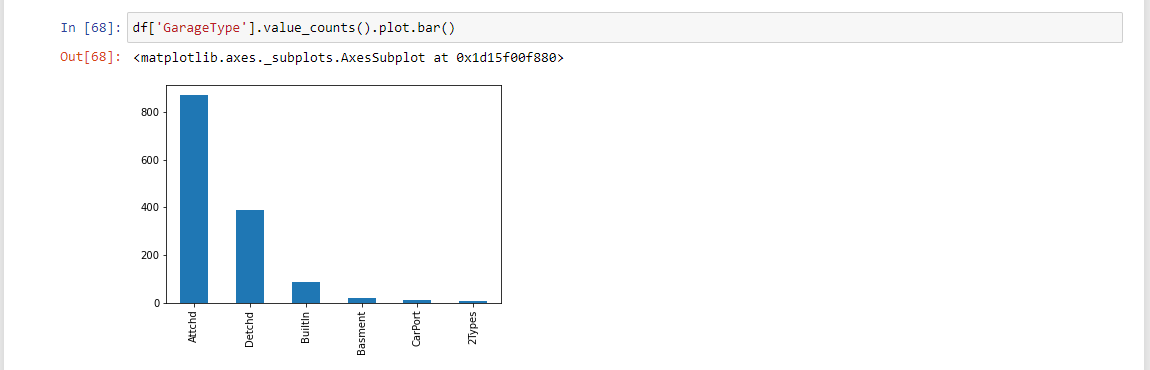 In [68]: df['GarageType'].value_counts().plot.bar()
Out[68]: <matplotlib.axes._subplots.AxesSubplot at 0x1d15f00f880>
800
600
400
200
0
Attchd
Detchd
BuiltIn
Basment
CarPort
2Types